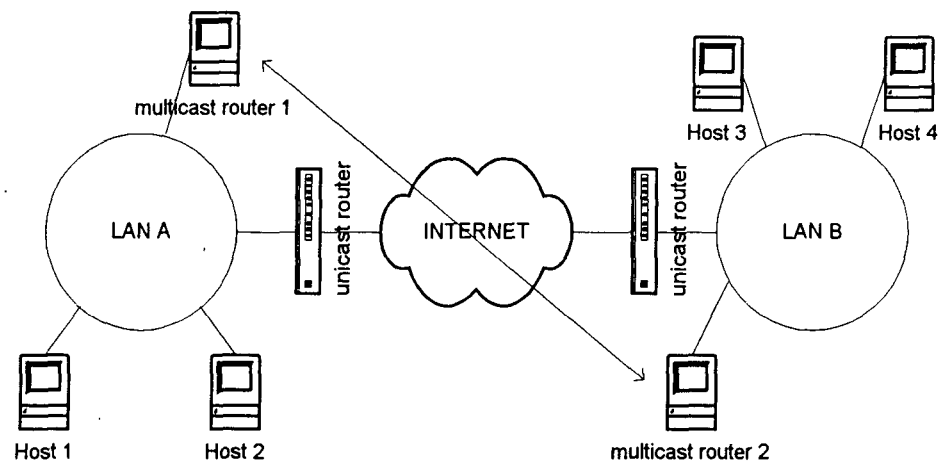 multicast router 1
Host 3
Host 4
LAN A
unicast router
INTERNET
unicast router
LAN B
Host 1
Host 2
multicast router 2